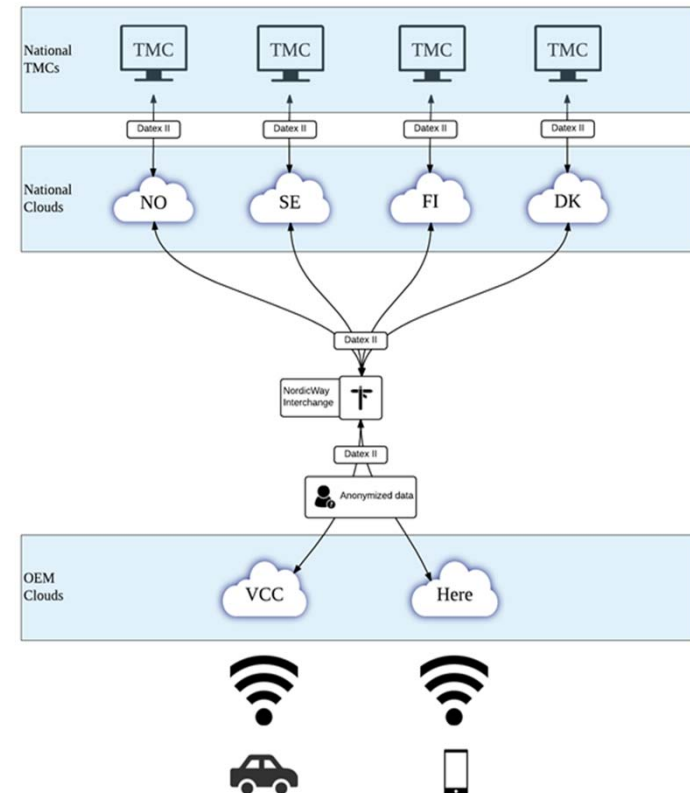 National
TMCs
TMC
TMC
TMC
TMC
Datex II
Datex II
Datex II
Datex II
National
Clouds
NO
SE
FI
DK
Datex II
NordicWay
Interchange
Datex II
Anonymized data
OEM
Clouds
VCC
Here